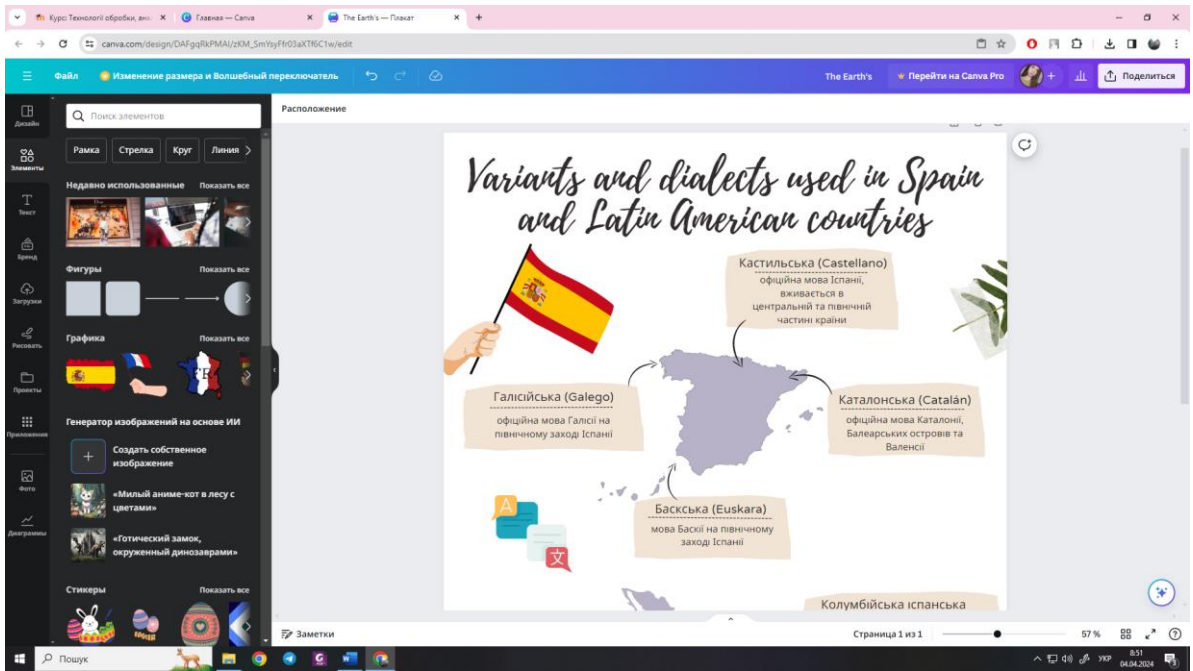 Курс: Технології обробки, ана
Главная — Canva
The Earth's — Плакат
canva.com/design/DAFgqRkPMAI/zKM_SmYsyFfr03aXTf6C1w/edit
Файл
Изменение размера и Волшебный переключатель
The Earth's
Перейти на Canva Pro
Поделиться
Дизайн
Элементы
Текст
Бренд
Загрузки
Рисовать
Проекты
Приложения
Фото
Диаграммы
Поиск элементов
Рамка
Стрелка
Круг
Линия
Недавно использованные
Показать все
Фигуры
Показать все
Графика
Показать все
Генератор изображений на основе ИИ
Создать собственное
изображение
«Милый аниме-кот в лесу с
цветами»
«Готический замок,
окруженный динозаврами»
Стикеры
Показать все
Расположение
Variants and dialects used in Spain
and Latin American countries
Кастильська (Castellano)
офіційна мова Іспанії,
вживається в
центральній та північній
частині країни
Галісійська (Galego)
офіційна мова Галісії на
північному заході Іспанії
Каталонська (Catalán)
офіційна мова Каталонії,
Балеарських островів та
Валенсії
Баскська (Euskara)
мова Баскії на північному
заході Іспанії
A
文
Колумбійська іспанська
Заметки
Страница 1 из 1
57 %
Пошук
УКР
8:51
04.04.2024